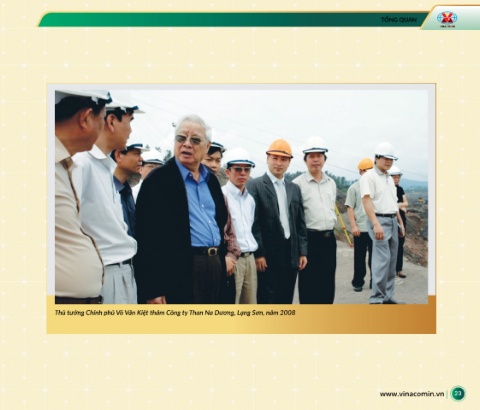 TỔNG QUAN
Thủ tướng Chính phủ Võ Văn Kiệt thăm Công ty Than Na Dương, Lạng Sơn, năm 2008
www.vinacomin.vn
23